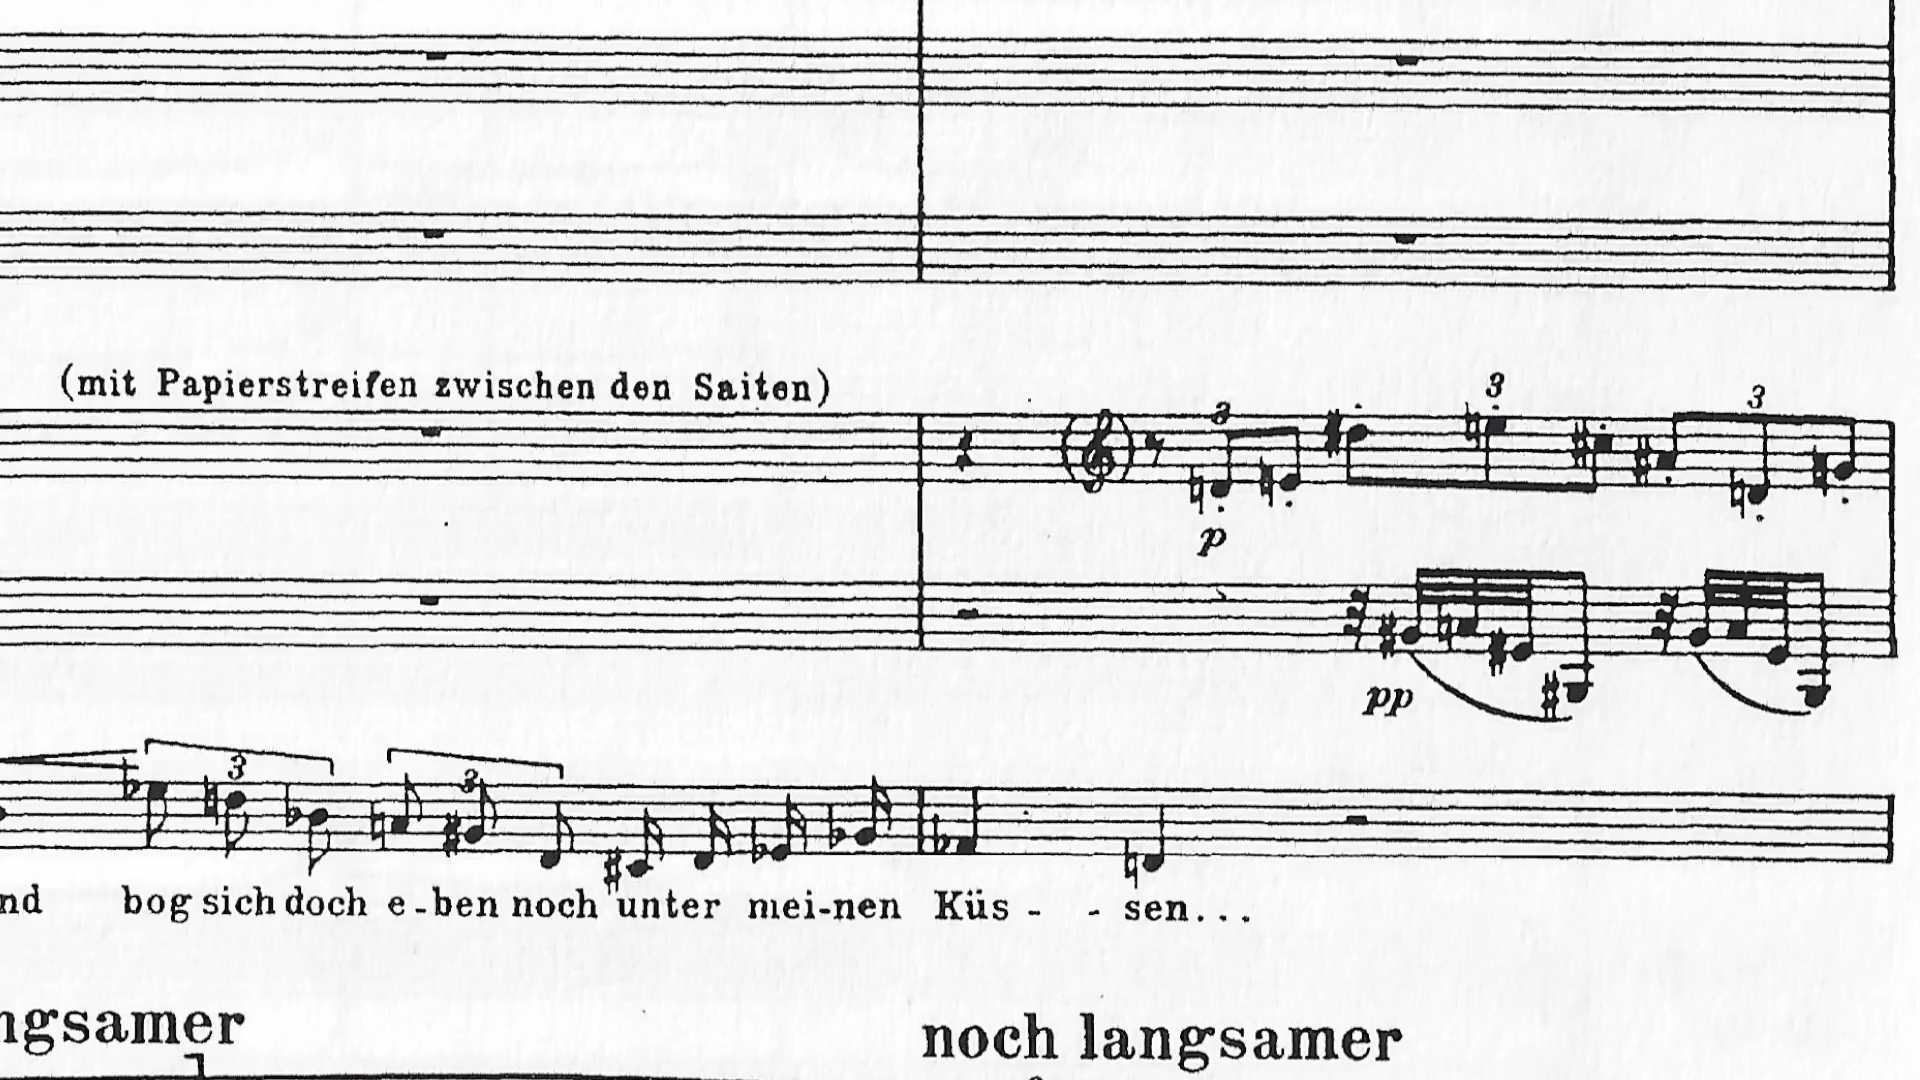 (mit Papierstreifen zwischen den Saiten)
3
3
3
p
pp
3
3
nd bog sich doch e-ben noch unter mei-nen Küs - - sen...
ngsamer
noch langsamer